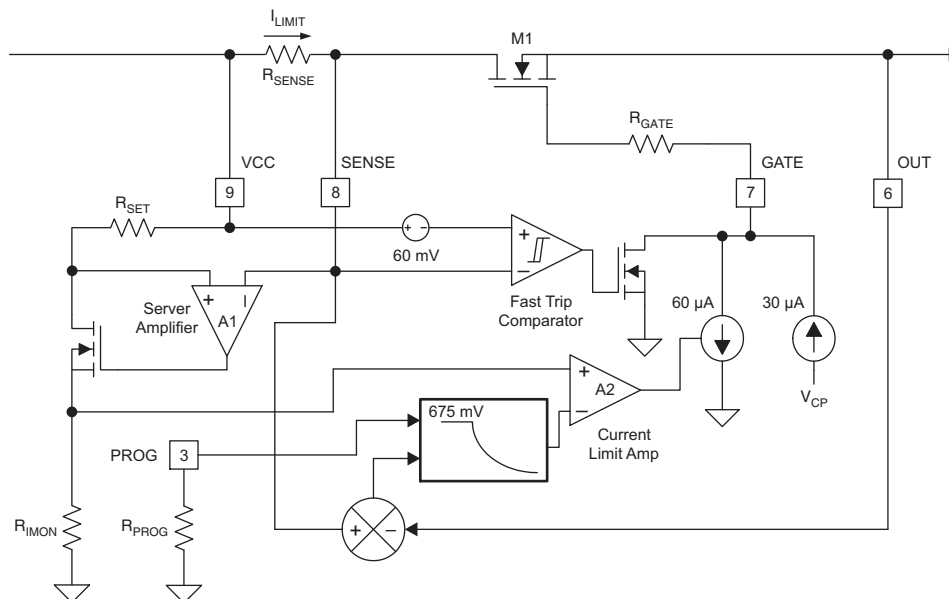 I_LIMIT
R_SENSE
M1
R_GATE
VCC
SENSE
GATE
OUT
9
8
7
6
R_SET
+ -
60 mV
+
-
Fast Trip
Comparator
60 µA
30 µA
V_CP
Server
Amplifier
+ -
A1
+
-
A2
Current
Limit Amp
675 mV
PROG
3
R_IMON
R_PROG
+ -